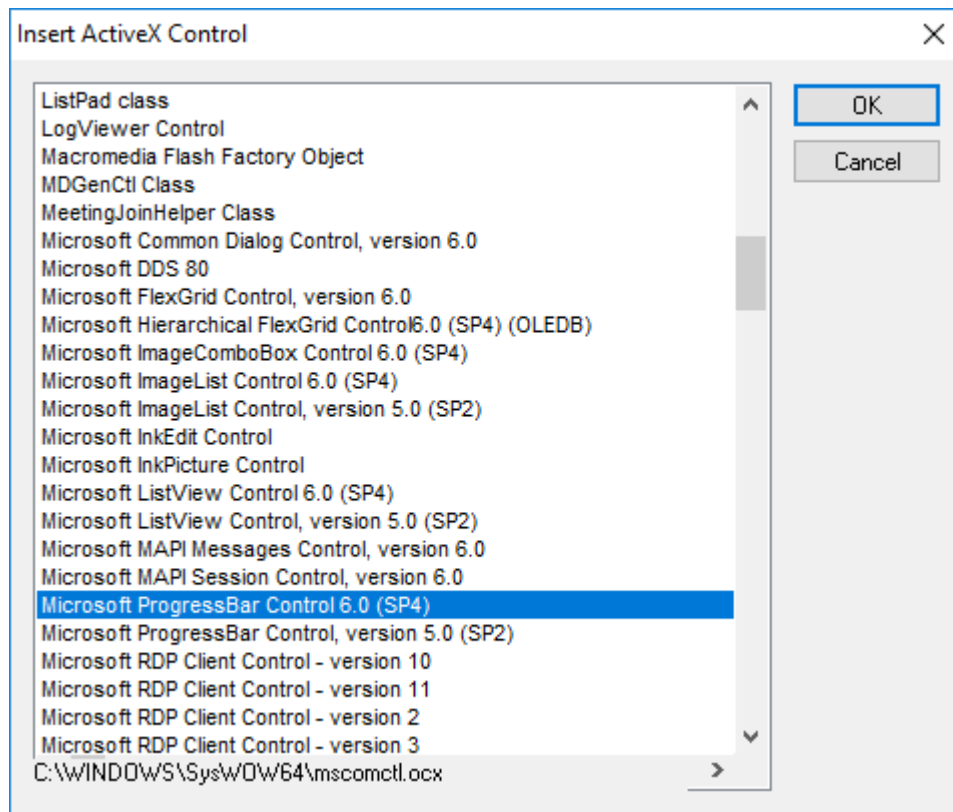 Insert ActiveX Control
ListPad class
LogViewer Control
Macromedia Flash Factory Object
MDGenCtl Class
MeetingJoinHelper Class
Microsoft Common Dialog Control, version 6.0
Microsoft DDS 80
Microsoft FlexGrid Control, version 6.0
Microsoft Hierarchical FlexGrid Control6.0 (SP4) (OLEDB)
Microsoft ImageComboBox Control 6.0 (SP4)
Microsoft ImageList Control 6.0 (SP4)
Microsoft ImageList Control, version 5.0 (SP2)
Microsoft InkEdit Control
Microsoft InkPicture Control
Microsoft ListView Control 6.0 (SP4)
Microsoft ListView Control, version 5.0 (SP2)
Microsoft MAPI Messages Control, version 6.0
Microsoft MAPI Session Control, version 6.0
Microsoft ProgressBar Control 6.0 (SP4)
Microsoft ProgressBar Control, version 5.0 (SP2)
Microsoft RDP Client Control - version 10
Microsoft RDP Client Control - version 11
Microsoft RDP Client Control - version 2
Microsoft RDP Client Control - version 3
C:\WINDOWS\SysWOW64\mscomctl.ocx
OK
Cancel